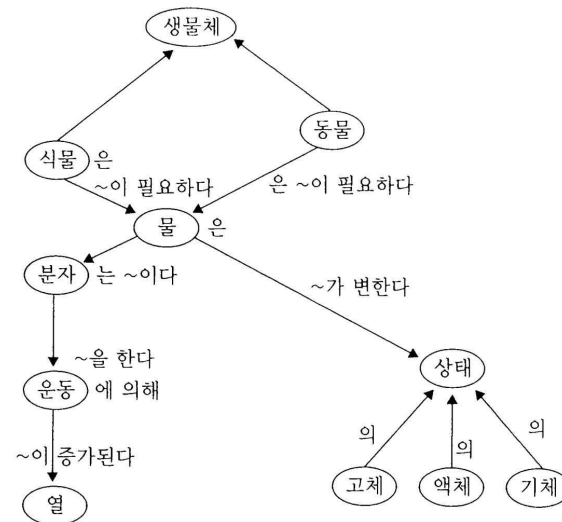 생물체
동물
식물 은
~이 필요하다
은 ~이 필요하다
물 은
분자 는 ~이다
~가 변한다
~을 한다
상태
운동 에 의해
의
의
의
~이 증가된다
고체
액체
기체
열